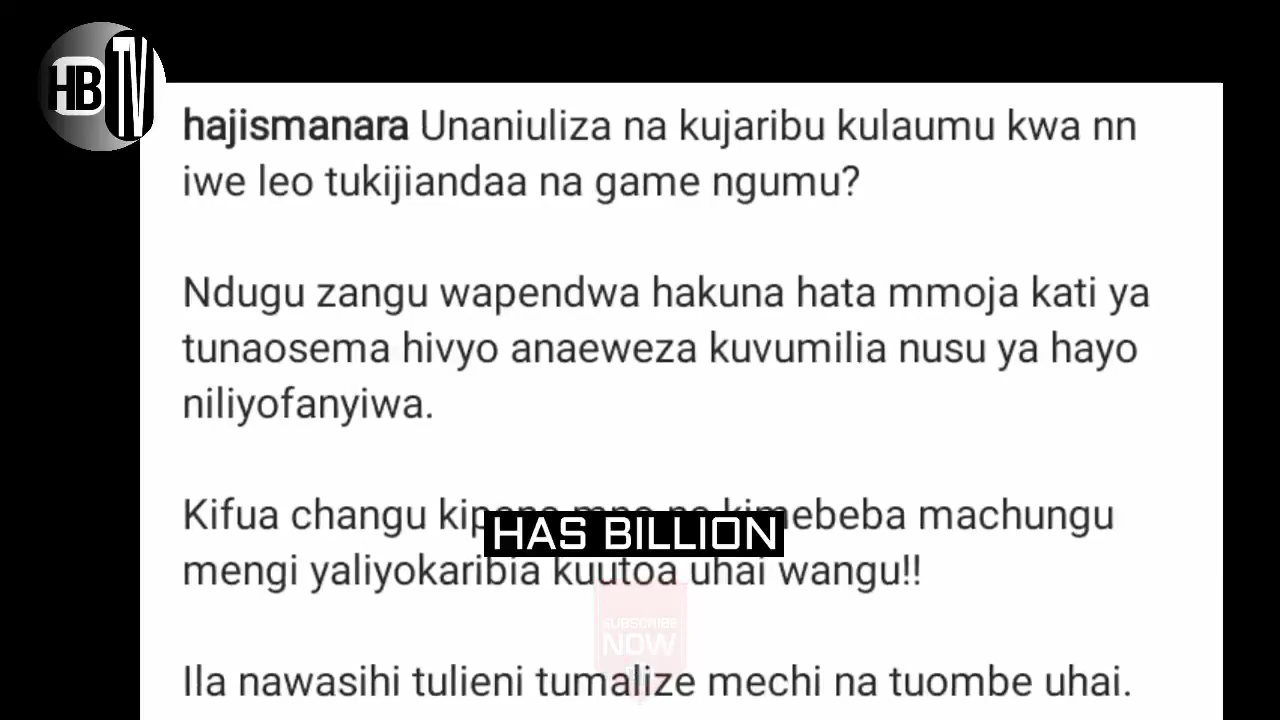 HB TV
hajismanara Unaniuliza na kujaribu kulaumu kwa nn
iwe leo tukijiandaa na game ngumu?
Ndugu zangu wapendwa hakuna hata mmoja kati ya
tunaosema hivyo anaeweza kuvumilia nusu ya hayo
niliyofanyiwa.
Kifua changu machungu
HAS BILLION
mengi yaliyokaribia kuutoa uhai wangu!!
SUBSCRIBE
NOW
Ila nawasihi tulieni tumalize mechi na tuombe uhai.